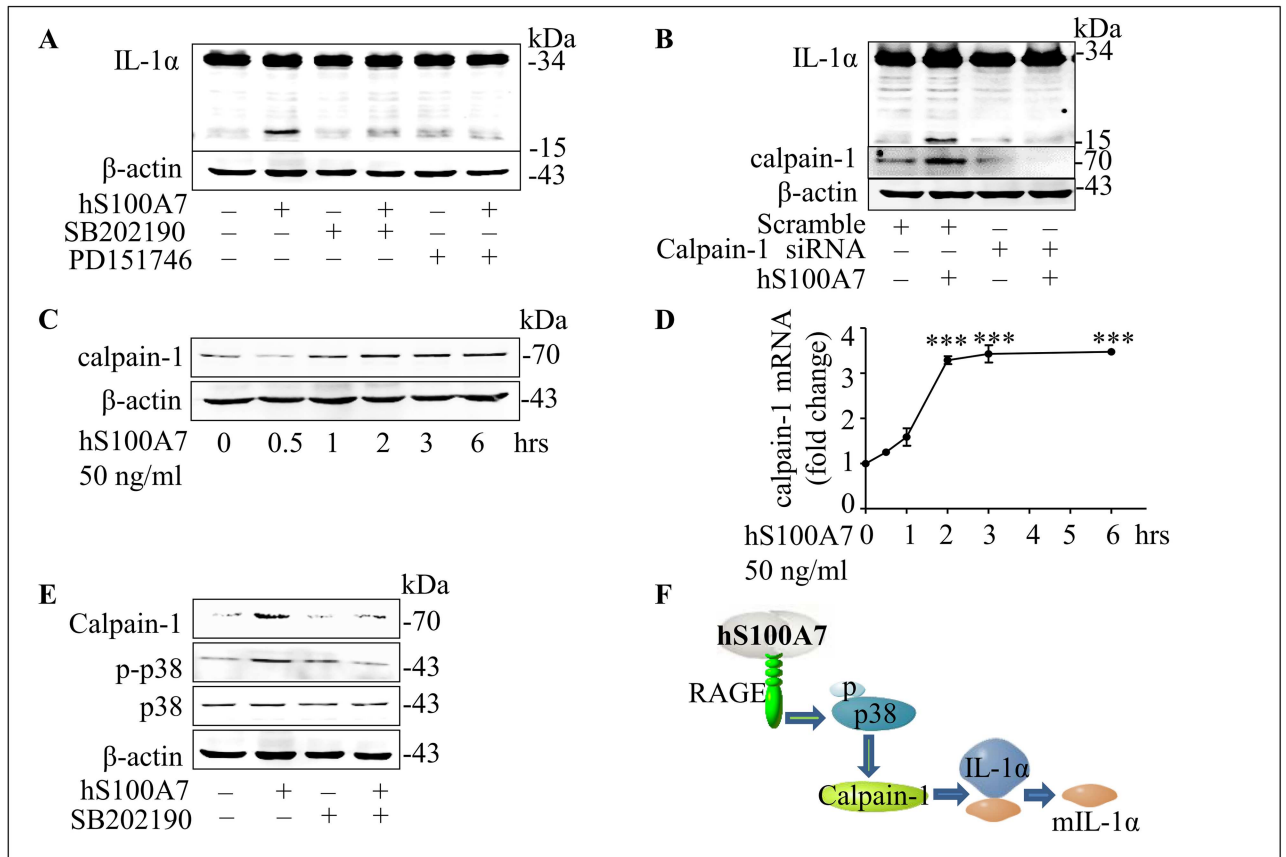 A
kDa
IL-1α
-34
-15
β-actin
-43
hS100A7 – + – + – +
SB202190 – – + + – –
PD151746 – – – – + +
B
kDa
IL-1α
-34
-15
calpain-1
-70
-43
β-actin
Scramble + + – –
Calpain-1 siRNA – – + +
hS100A7 – + – +
C
kDa
calpain-1
-70
β-actin
-43
hS100A7 0 0.5 1 2 3 6 hrs
50 ng/ml
D
calpain-1 mRNA
(fold change)
4
3
2
1
0
*** *** ***
hS100A7 0 1 2 3 4 5 6 hrs
50 ng/ml
E
kDa
Calpain-1
-70
p-p38
-43
p38
-43
β-actin
-43
hS100A7 – + – +
SB202190 – – + +
F
hS100A7
RAGE
p
p38
Calpain-1
IL-1α
mIL-1α